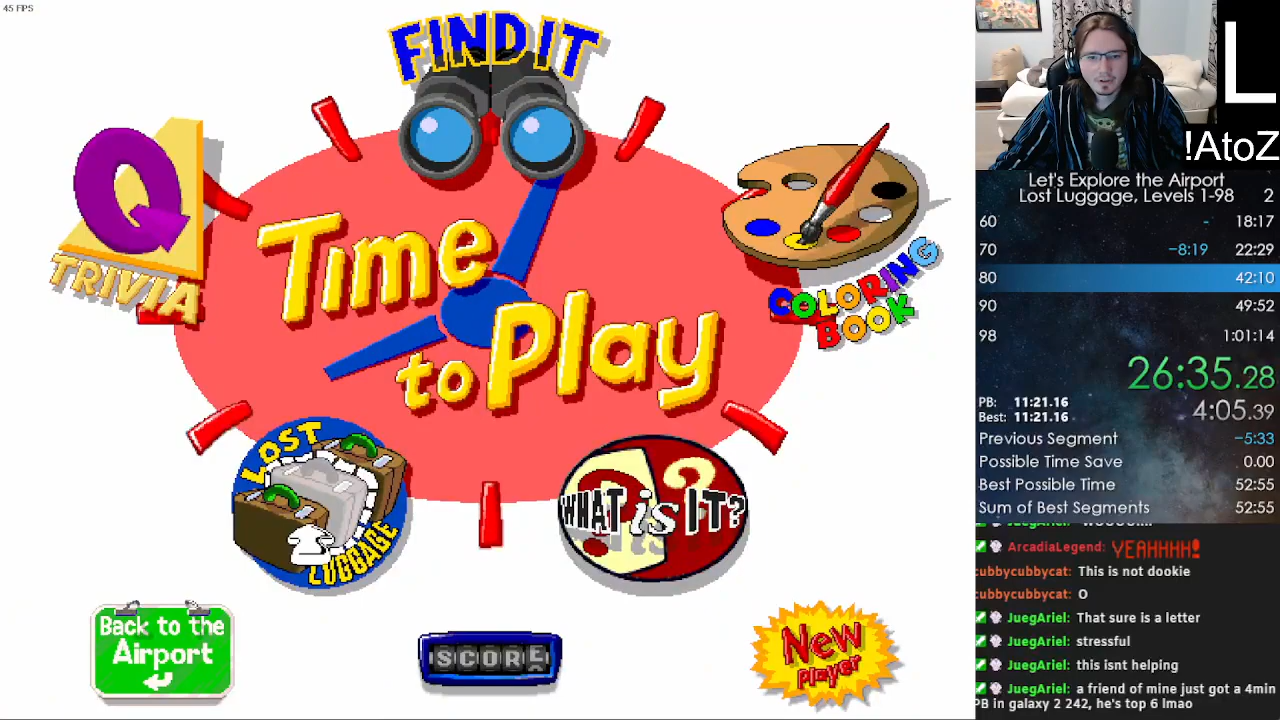 45 FPS
FIND IT
Q
TRIVIA
Time
to Play
COLORING
BOOK
LOST
LUGGAGE
WHAT is IT?
Back to the
Airport
SCORE
New
player
L
!AtoZ
Let's Explore the Airport
Lost Luggage, Levels 1-98 2
60 - 18:17
70 −8:19 22:29
80 42:10
90 49:52
98 1:01:14
26:35.28
PB: 11:21.16
Best: 11:21.16
4:05.39
Previous Segment −5:33
Possible Time Save 0.00
Best Possible Time 52:55
Sum of Best Segments 52:55
ArcadiaLegend: YEAHHHH!
cubbycubbycat: This is not dookie
cubbycubbycat: O
JuegAriel: That sure is a letter
JuegAriel: stressful
JuegAriel: this isnt helping
JuegAriel: a friend of mine just got a 4min
PB in galaxy 2 242, he's top 6 lmao